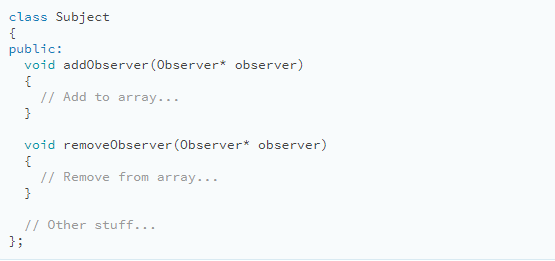 class Subject
{
public:
  void addObserver(Observer* observer)
  {
    // Add to array...
  }

  void removeObserver(Observer* observer)
  {
    // Remove from array...
  }

  // Other stuff...
};